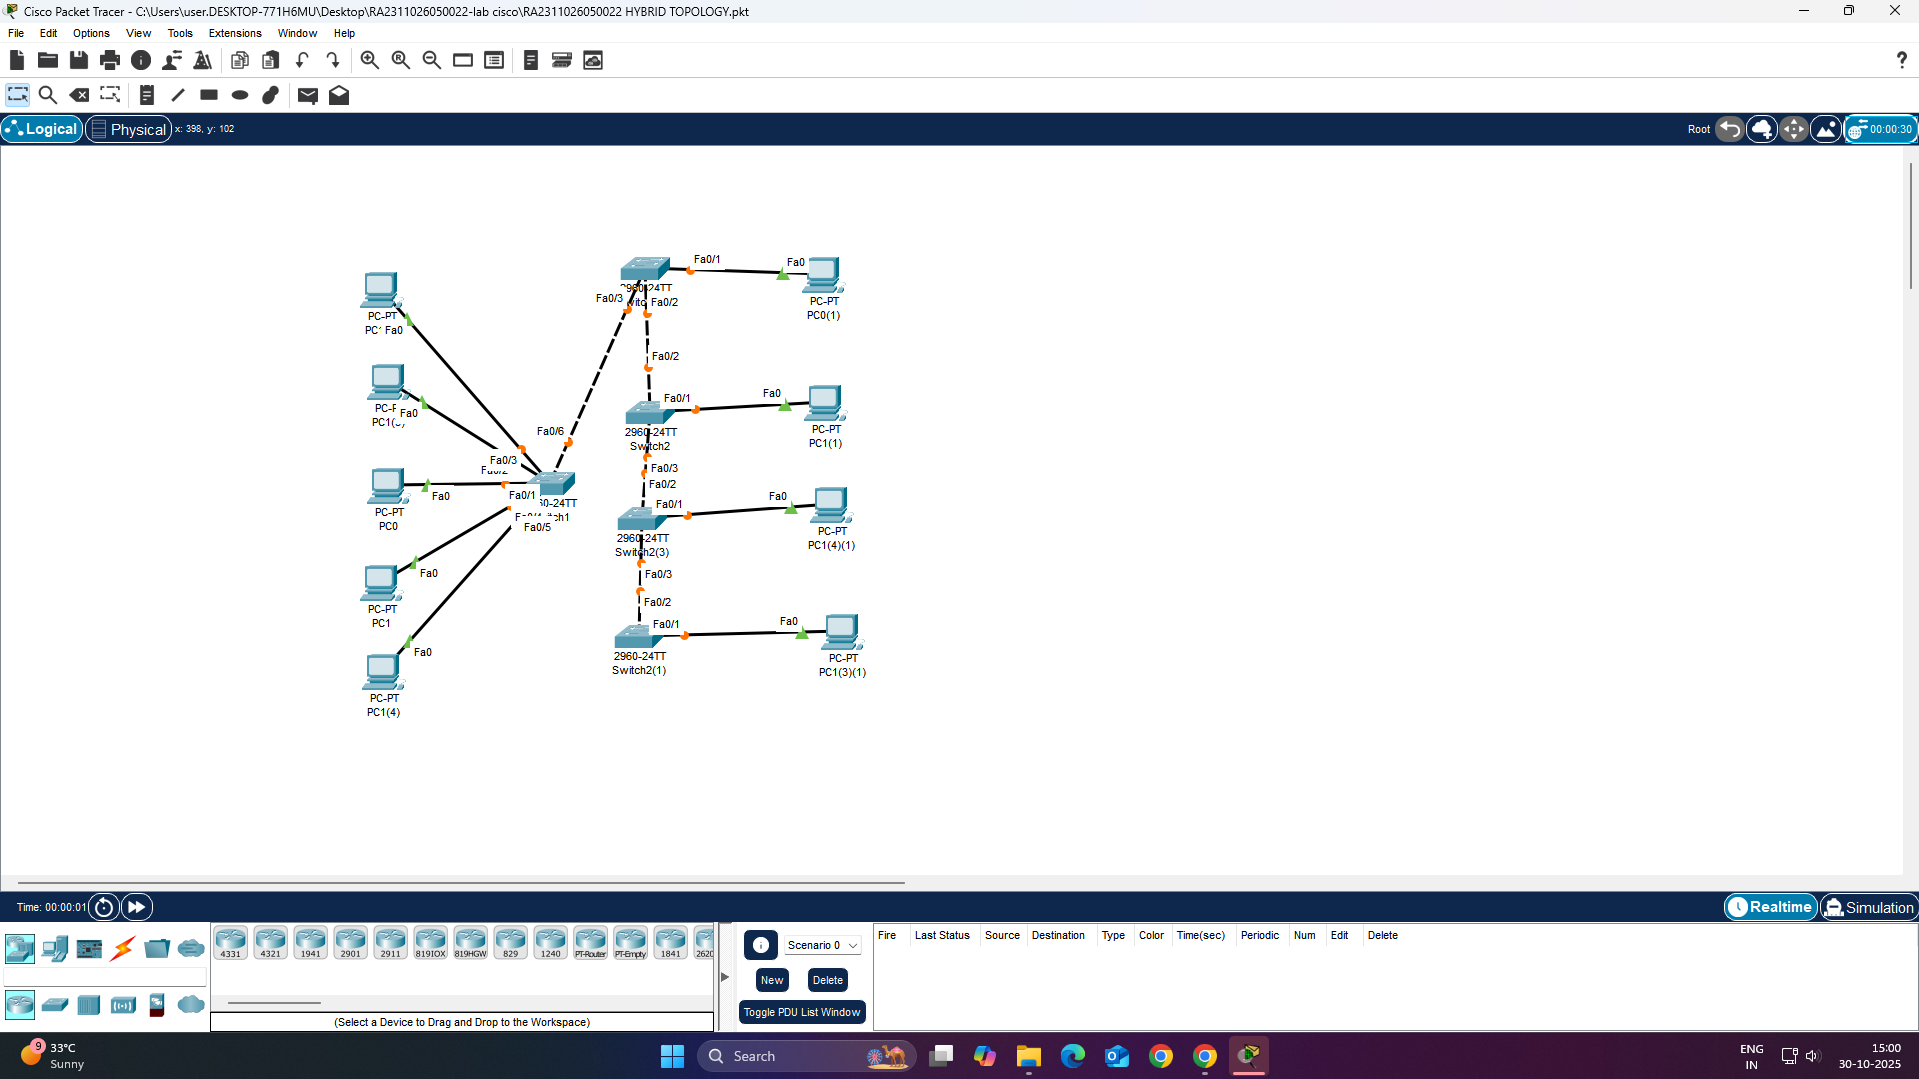 Cisco Packet Tracer - C:\Users\user.DESKTOP-771H6MU\Desktop\RA2311026050022-lab cisco\RA2311026050022 HYBRID TOPOLOGY.pkt
File Edit Options View Tools Extensions Window Help
Logical Physical x: 398, y: 102
Root 00:00:30
Fa0/1
Fa0
2960-24TT
Fa0/3
Fa0/2
PC-PT
PC0(1)
PC-PT
Fa0
Fa0/2
Fa0/1
Fa0
Fa0
2960-24TT
Switch2
PC-PT
PC1(1)
Fa0/6
Fa0/3
Fa0/3
Fa0/2
Fa0
Fa0/1
Fa0/1
Fa0
PC-PT
PC0
Fa0/5
2960-24TT
Switch2(3)
PC-PT
PC1(4)(1)
Fa0
Fa0/3
Fa0/2
PC-PT
PC1
Fa0/1
Fa0
Fa0
2960-24TT
Switch2(1)
PC-PT
PC1(3)(1)
PC-PT
PC1(4)
Time: 00:00:01
Realtime Simulation
4331 4321 1941 2901 2911 819IOX 819HGW 829 1240 PT-Router PT-Empty 1841
(Select a Device to Drag and Drop to the Workspace)
Scenario 0
New Delete
Toggle PDU List Window
Fire Last Status Source Destination Type Color Time(sec) Periodic Num Edit Delete
9
33°C
Sunny
Search
ENG
IN
15:00
30-10-2025